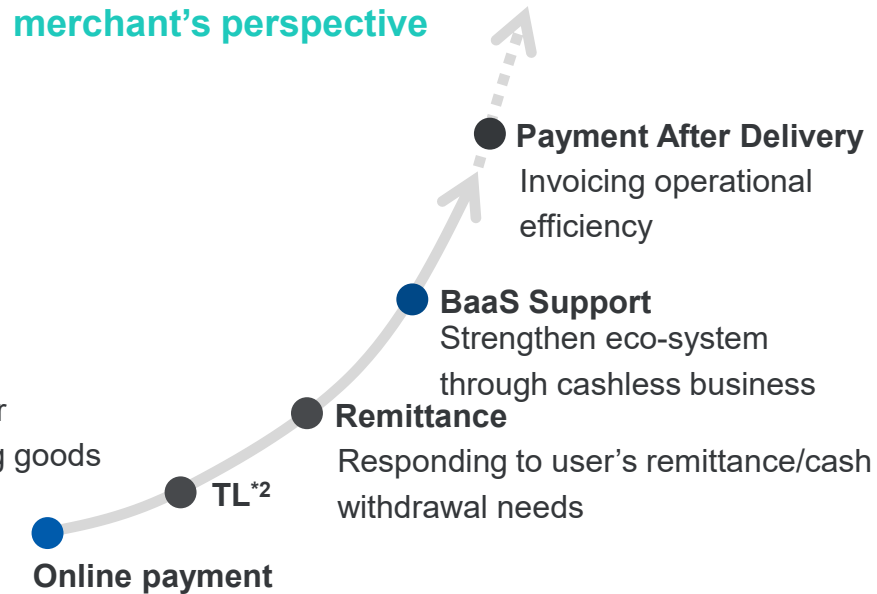 merchant's perspective
Payment After Delivery
Invoicing operational
efficiency
BaaS Support
Strengthen eco-system
through cashless business
Remittance
Responding to user's remittance/cash
withdrawal needs
goods
TL*2
Online payment